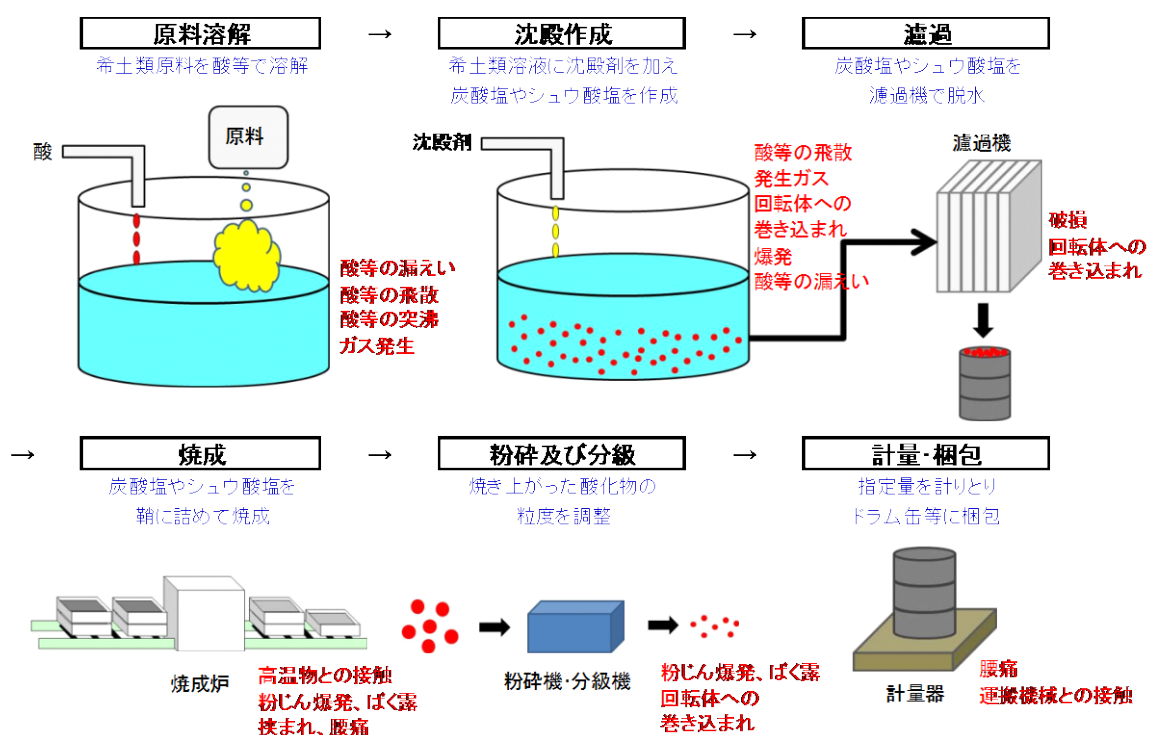 原料溶解 → 沈殿作成 → 濾過
希土類原料を酸等で溶解
希土類溶液に沈殿剤を加え
炭酸塩やシュウ酸塩を作成
炭酸塩やシュウ酸塩を
濾過機で脱水
酸
原料
酸等の漏えい
酸等の飛散
酸等の突沸
ガス発生
沈殿剤
酸等の飛散
発生ガス
回転体への
巻き込まれ
爆発
酸等の漏えい
濾過機
破損
回転体への
巻き込まれ
→ 焼成 → 粉砕及び分級 → 計量・梱包
炭酸塩やシュウ酸塩を
鞘に詰めて焼成
焼き上がった酸化物の
粒度を調整
指定量を計りとり
ドラム缶等に梱包
焼成炉
高温物との接触
粉じん爆発、ばく露
挟まれ、腰痛
粉砕機・分級機
粉じん爆発、ばく露
回転体への
巻き込まれ
計量器
腰痛
運搬機械との接触